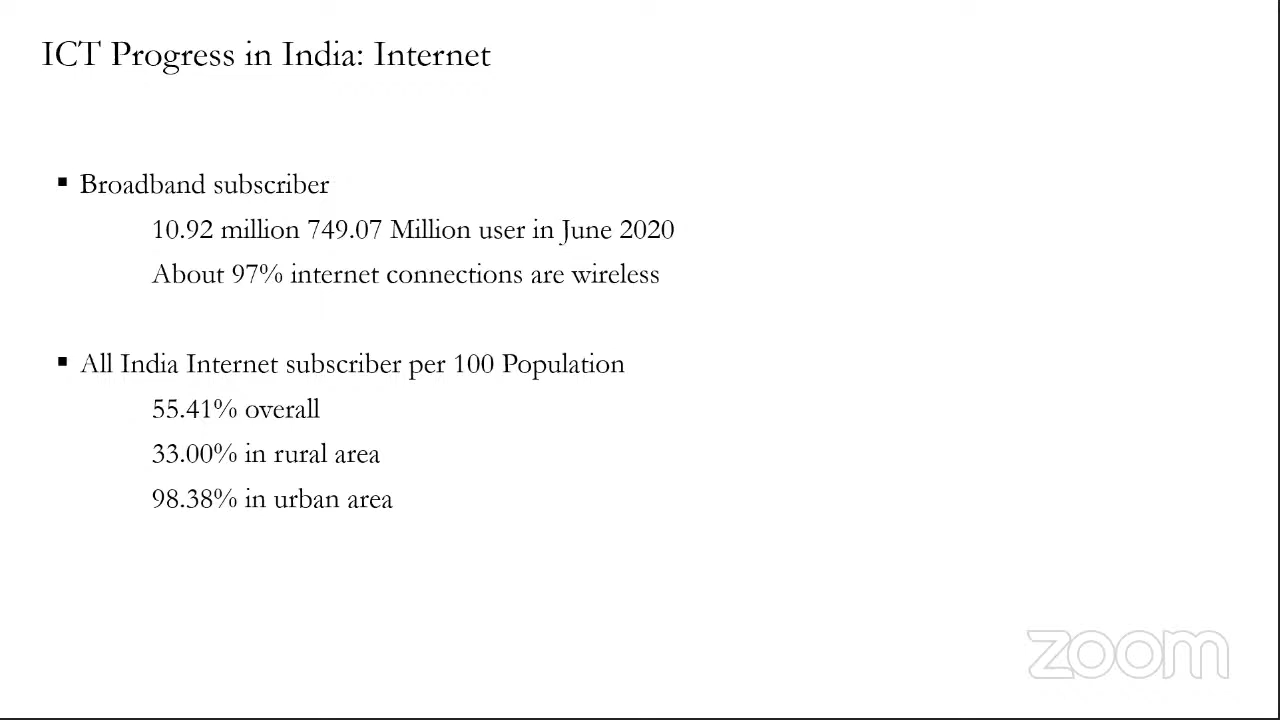 ICT Progress in India: Internet
▪ Broadband subscriber
10.92 million 749.07 Million user in June 2020
About 97% internet connections are wireless
▪ All India Internet subscriber per 100 Population
55.41% overall
33.00% in rural area
98.38% in urban area
zoom